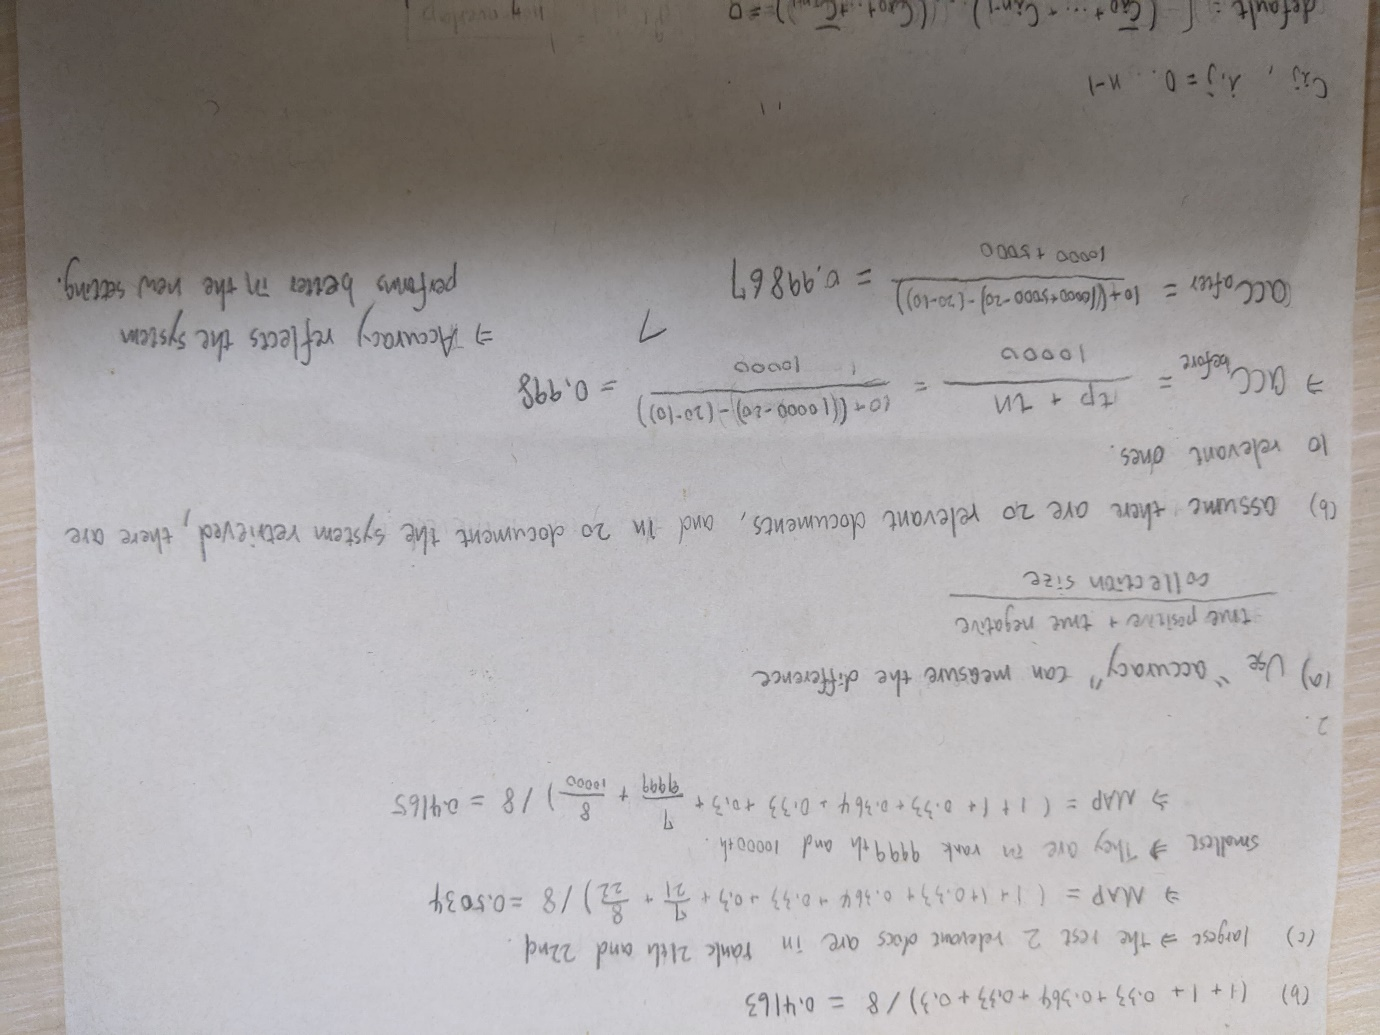 (b) (1 + 1 + 0.33 + 0.364 + 0.33 + 0.3) / 8 = 0.4163
(c) largest ⇒ the rest 2 relevant docs are in rank 21th and 22nd.
⇒ MAP = (1 + 1 + 0.33 + 0.364 + 0.33 + 0.3 + 7/21 + 8/22) / 8 = 0.5034
smallest ⇒ They are in rank 9999th and 10000th.
⇒ MAP = (1 + 1 + 0.33 + 0.364 + 0.33 + 0.3 + 7/9999 + 8/10000) / 8 = 0.4165
2.
(a) Use "accuracy" can measure the difference
true positive + true negative
collection size
(b) assume there are 20 relevant documents, and in 20 document the system retrieved, there are
10 relevant ones.
⇒ acc before = tp + tn / 10000 = 10+((10000-20)-(20-10)) / 10000 = 0.998
acc after = 10+((10000+5000-20)-(20-10)) / 10000 + 5000 = 0.99867
⇒ Accuracy reflects the system
performs better in the new setting.
Cij, i,j = 0 ... n-1
default =